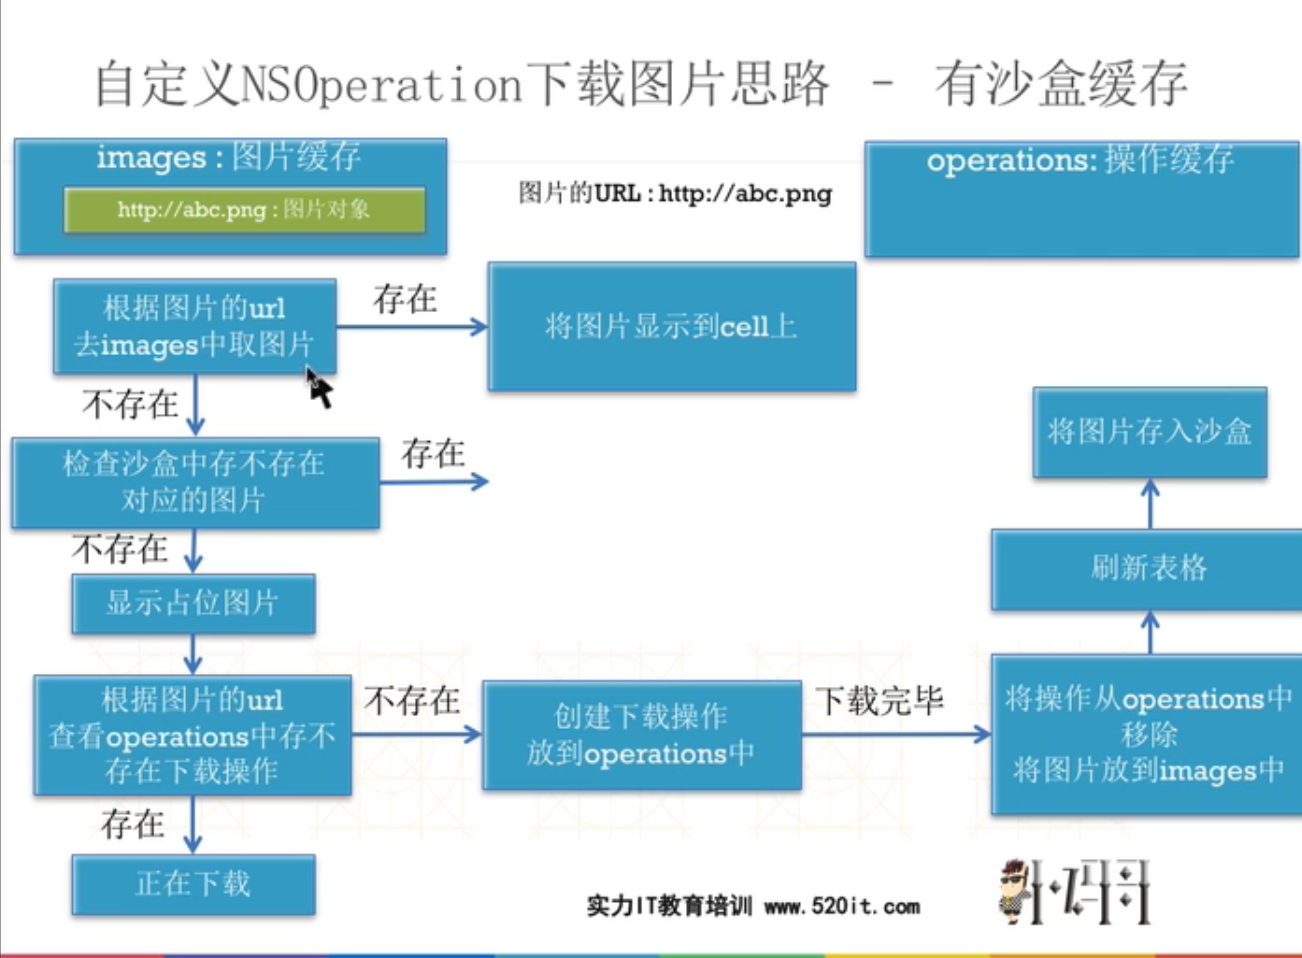 自定义NSOperation下载图片思路 – 有沙盒缓存
images : 图片缓存
http://abc.png : 图片对象
图片的URL : http://abc.png
operations: 操作缓存
根据图片的url
去images中取图片
存在
将图片显示到cell上
不存在
检查沙盒中存不存在
对应的图片
存在
不存在
显示占位图片
根据图片的url
查看operations中存不
存在下载操作
不存在
创建下载操作
放到operations中
下载完毕
将操作从operations中
移除
将图片放到images中
刷新表格
将图片存入沙盒
存在
正在下载
实力IT教育培训 www.520it.com
小码哥